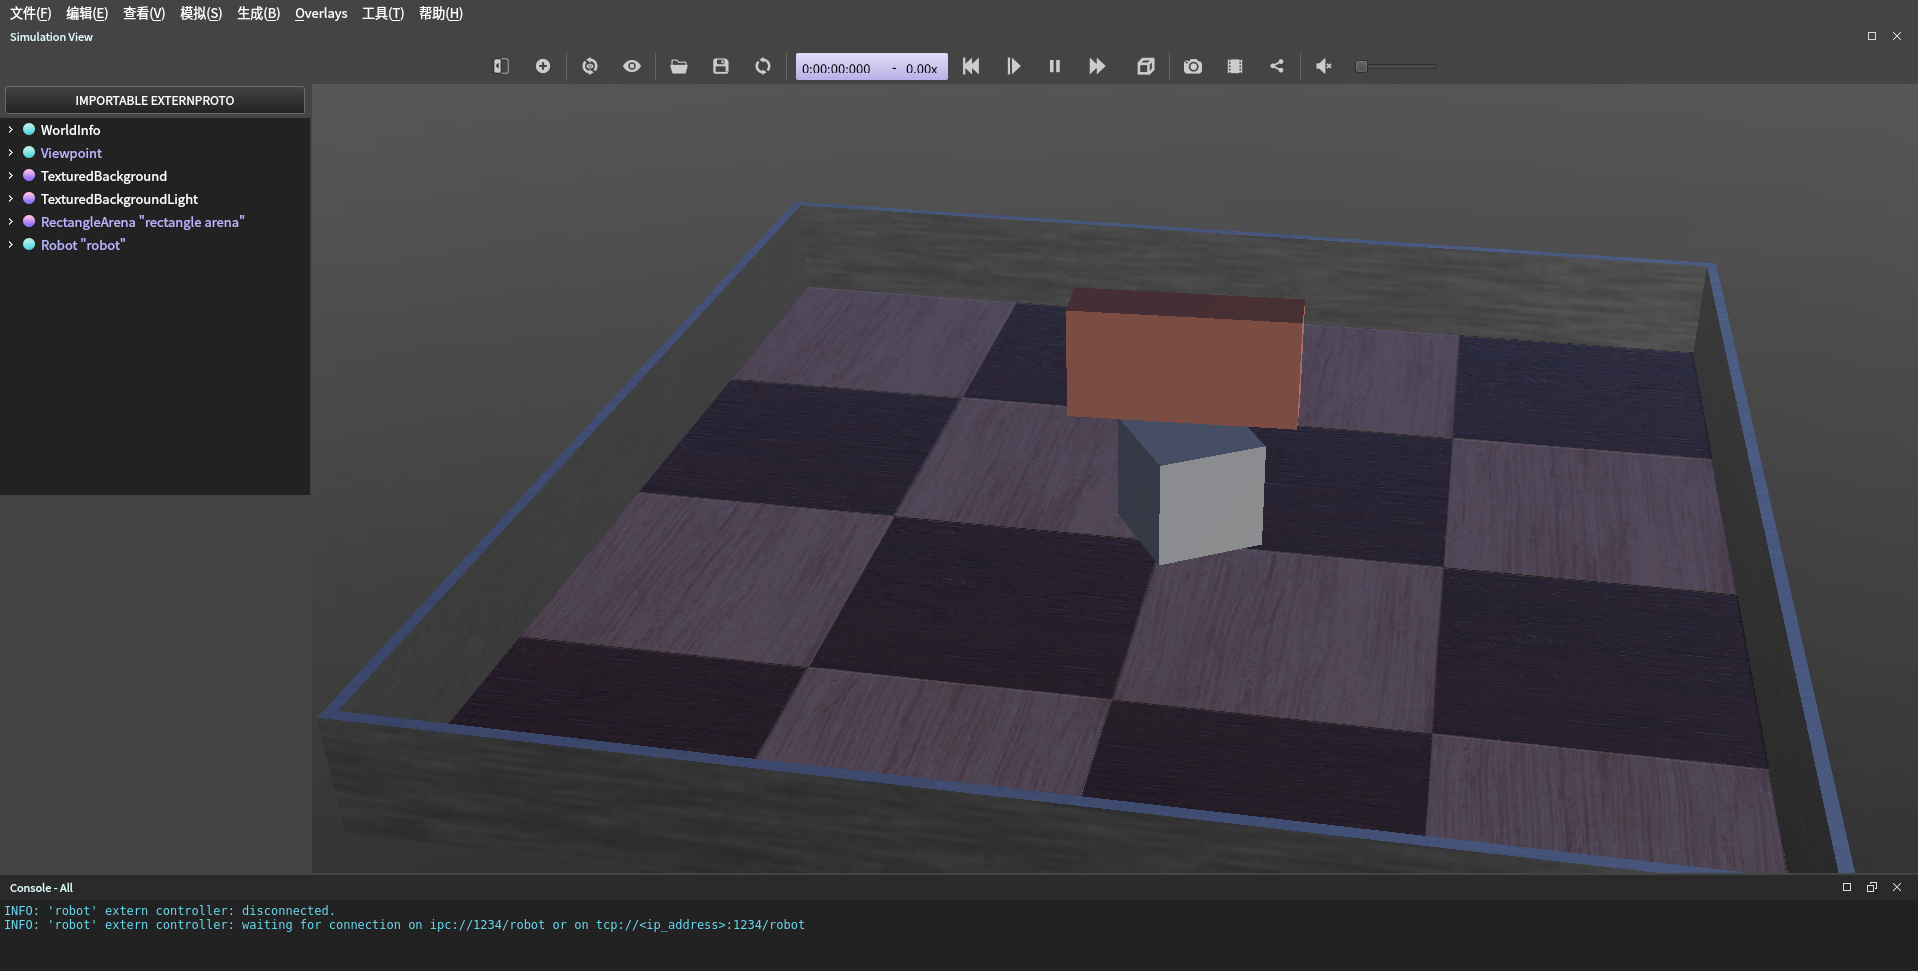 文件(F) 编辑(E) 查看(V) 模拟(S) 生成(B) Overlays 工具(T) 帮助(H)
Simulation View
0:00:00:000 - 0.00x
IMPORTABLE EXTERNPROTO
WorldInfo
Viewpoint
TexturedBackground
TexturedBackgroundLight
RectangleArena "rectangle arena"
Robot "robot"
Console - All
INFO: 'robot' extern controller: disconnected.
INFO: 'robot' extern controller: waiting for connection on ipc://1234/robot or on tcp://<ip_address>:1234/robot